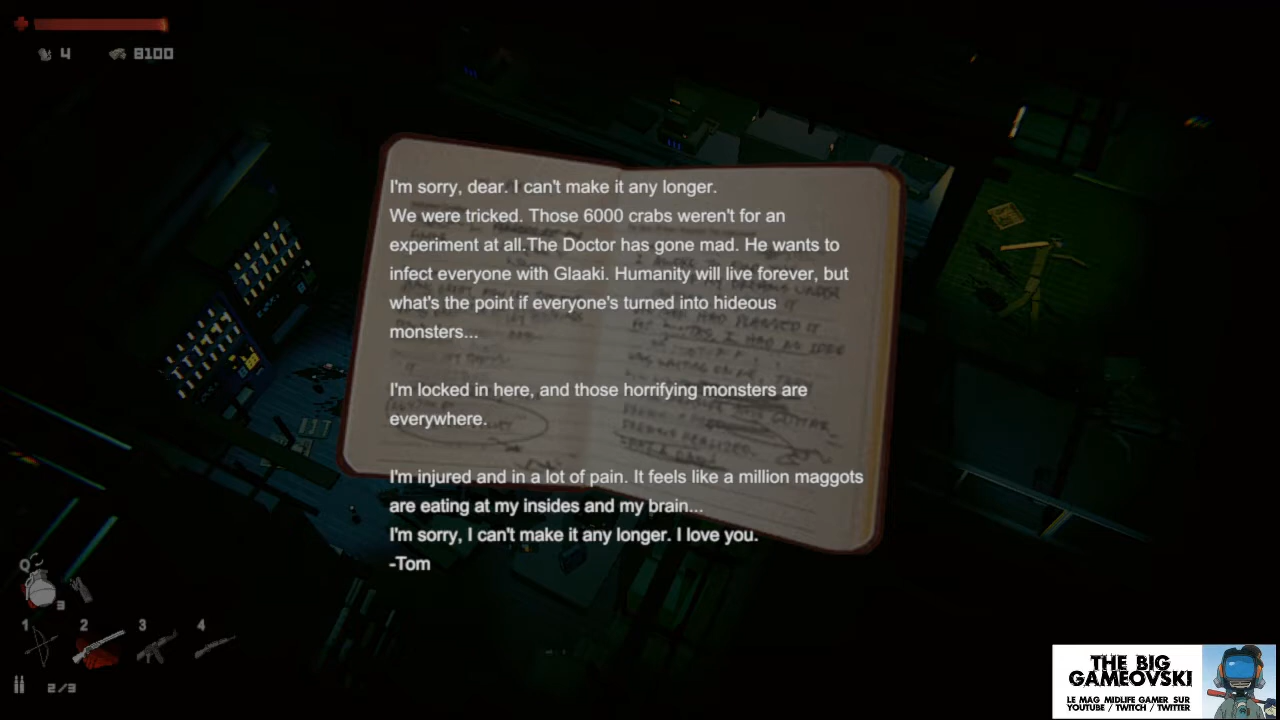 4
8100
I'm sorry, dear. I can't make it any longer.
We were tricked. Those 6000 crabs weren't for an
experiment at all.The Doctor has gone mad. He wants to
infect everyone with Glaaki. Humanity will live forever, but
what's the point if everyone's turned into hideous
monsters...
I'm locked in here, and those horrifying monsters are
everywhere.
I'm injured and in a lot of pain. It feels like a million maggots
are eating at my insides and my brain...
I'm sorry, I can't make it any longer. I love you.
-Tom
Q
3
1 2 3 4
2/3
THE BIG
GAMEOVSKI
LE MAG MIDLIFE GAMER SUR
YOUTUBE / TWITCH / TWITTER